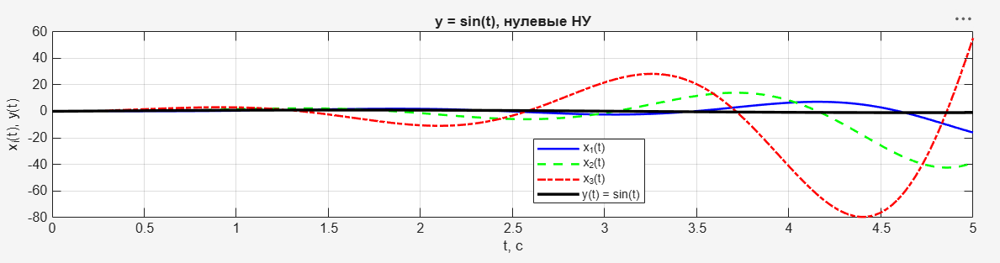 y = sin(t), нулевые НУ
60
40
20
0
-20
-40
-60
-80
xᵢ(t), y(t)
x₁(t)
x₂(t)
x₃(t)
y(t) = sin(t)
0 0.5 1 1.5 2 2.5 3 3.5 4 4.5 5
t, c